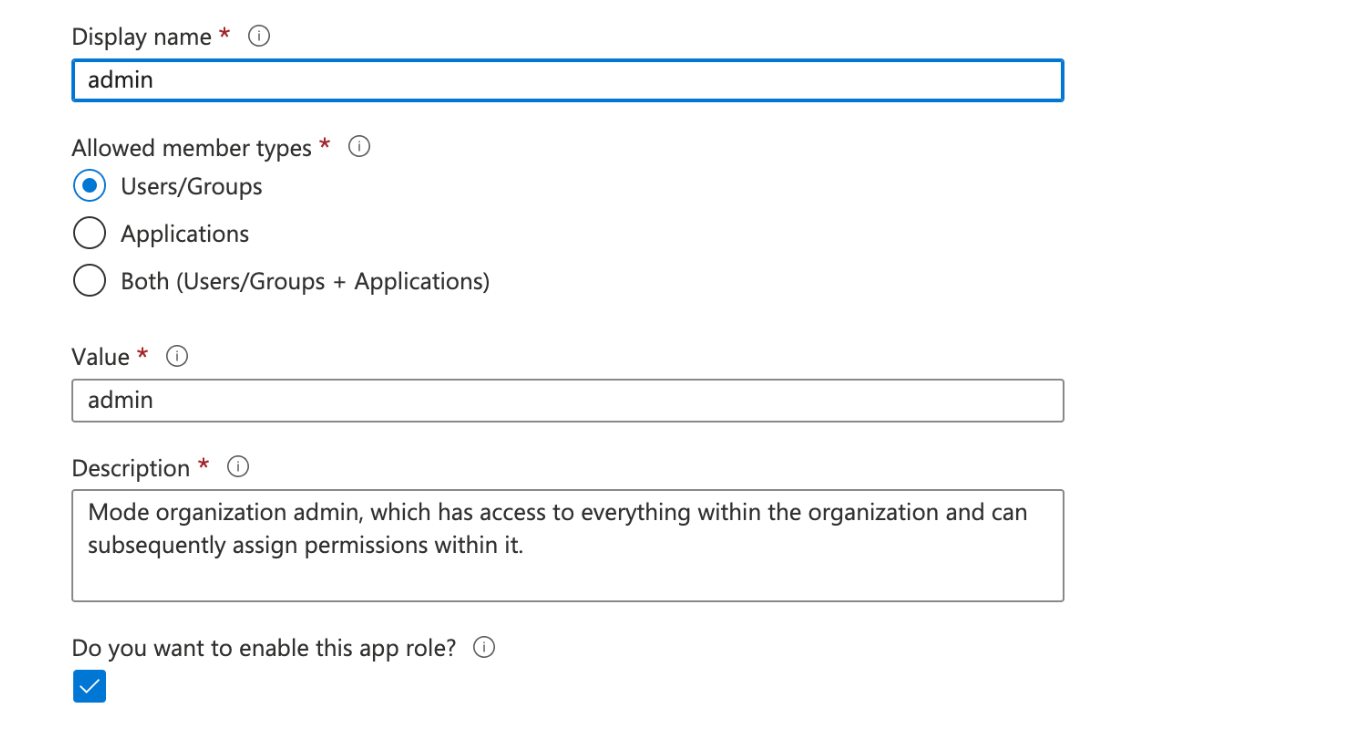 Display name *
admin
Allowed member types *
Users/Groups
Applications
Both (Users/Groups + Applications)
Value *
admin
Description *
Mode organization admin, which has access to everything within the organization and can
subsequently assign permissions within it.
Do you want to enable this app role?